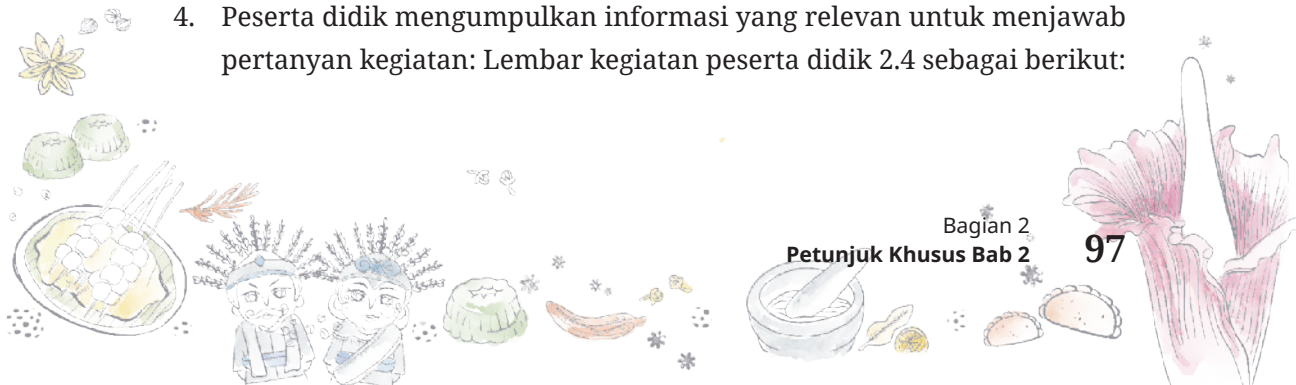 4. Peserta didik mengumpulkan informasi yang relevan untuk menjawab
pertanyan kegiatan: Lembar kegiatan peserta didik 2.4 sebagai berikut:
Bagian 2
Petunjuk Khusus Bab 2
97